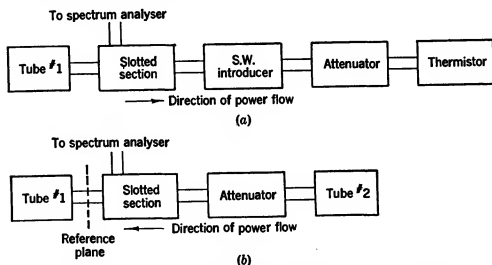 To spectrum analyser
Tube #1
Slotted section
S.W. introducer
Attenuator
Thermistor
Direction of power flow
(a)
To spectrum analyser
Tube #1
Slotted section
Attenuator
Tube #2
Reference plane
Direction of power flow
(b)